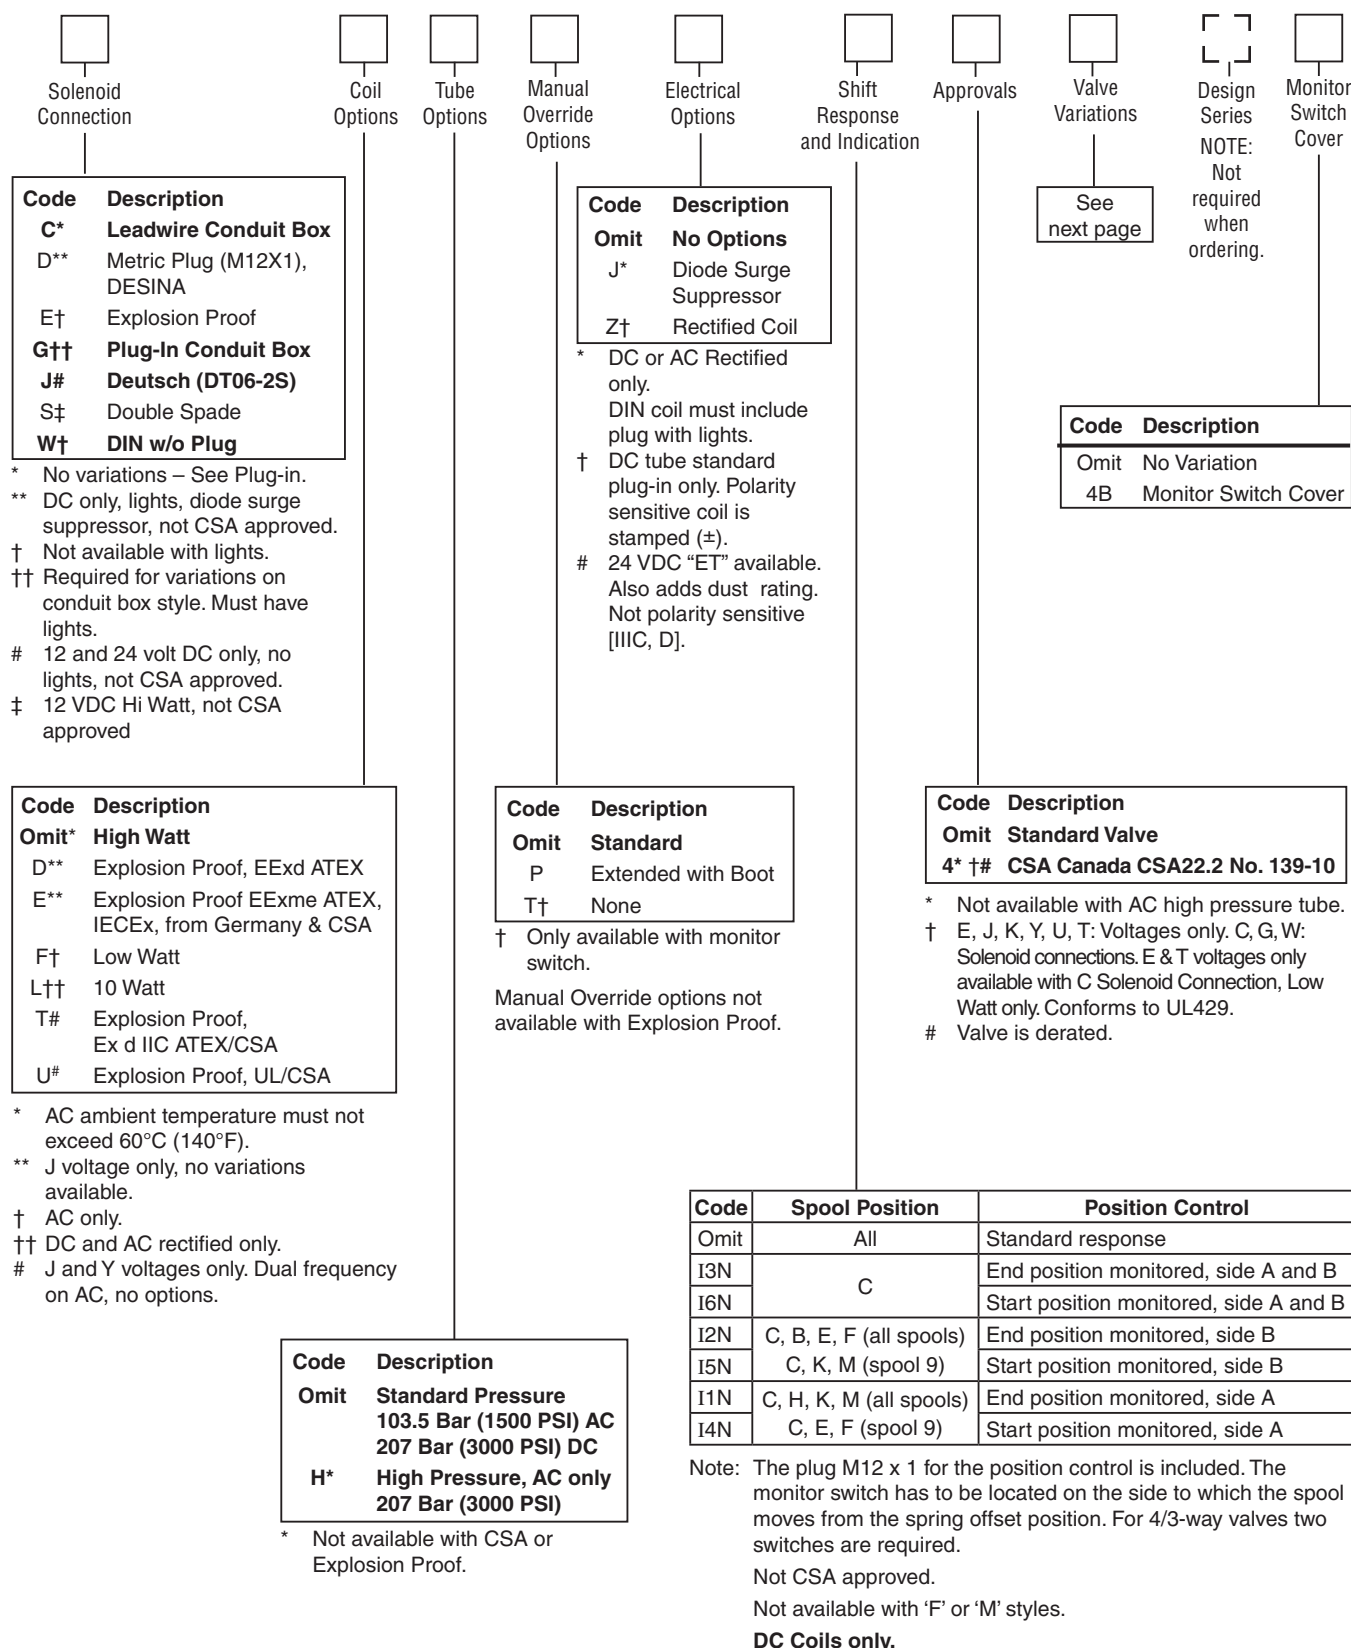 Solenoid
Connection
Coil
Options
Tube
Options
Manual
Override
Options
Electrical
Options
Shift
Response
and Indication
Approvals
Valve
Variations
Design
Series
NOTE:
Not
required
when
ordering.
Monitor
Switch
Cover
See
next page
Code Description
C* Leadwire Conduit Box
D** Metric Plug (M12X1),
DESINA
E† Explosion Proof
G†† Plug-In Conduit Box
J# Deutsch (DT06-2S)
S‡ Double Spade
W† DIN w/o Plug
* No variations – See Plug-in.
** DC only, lights, diode surge
suppressor, not CSA approved.
† Not available with lights.
†† Required for variations on
conduit box style. Must have
lights.
# 12 and 24 volt DC only, no
lights, not CSA approved.
‡ 12 VDC Hi Watt, not CSA
approved
Code Description
Omit No Options
J* Diode Surge
Suppressor
Z† Rectified Coil
* DC or AC Rectified
only.
DIN coil must include
plug with lights.
† DC tube standard
plug-in only. Polarity
sensitive coil is
stamped (±).
# 24 VDC “ET” available.
Also adds dust rating.
Not polarity sensitive
[IIIC, D].
Code Description
Omit No Variation
4B Monitor Switch Cover
Code Description
Omit* High Watt
D** Explosion Proof, EExd ATEX
E** Explosion Proof EExme ATEX,
IECEx, from Germany & CSA
F† Low Watt
L†† 10 Watt
T# Explosion Proof,
Ex d IIC ATEX/CSA
U# Explosion Proof, UL/CSA
* AC ambient temperature must not
exceed 60°C (140°F).
** J voltage only, no variations
available.
† AC only.
†† DC and AC rectified only.
# J and Y voltages only. Dual frequency
on AC, no options.
Code Description
Omit Standard
P Extended with Boot
T† None
† Only available with monitor
switch.
Manual Override options not
available with Explosion Proof.
Code Description
Omit Standard Valve
4* †# CSA Canada CSA22.2 No. 139-10
* Not available with AC high pressure tube.
† E, J, K, Y, U, T: Voltages only. C, G, W:
Solenoid connections. E & T voltages only
available with C Solenoid Connection, Low
Watt only. Conforms to UL429.
# Valve is derated.
Code Description
Omit Standard Pressure
103.5 Bar (1500 PSI) AC
207 Bar (3000 PSI) DC
H* High Pressure, AC only
207 Bar (3000 PSI)
* Not available with CSA or
Explosion Proof.
Code Spool Position Position Control
Omit All Standard response
I3N C End position monitored, side A and B
I6N Start position monitored, side A and B
I2N C, B, E, F (all spools) End position monitored, side B
I5N C, K, M (spool 9) Start position monitored, side B
I1N C, H, K, M (all spools) End position monitored, side A
I4N C, E, F (spool 9) Start position monitored, side A
Note: The plug M12 x 1 for the position control is included. The
monitor switch has to be located on the side to which the spool
moves from the spring offset position. For 4/3-way valves two
switches are required.
Not CSA approved.
Not available with ‘F’ or ‘M’ styles.
DC Coils only.